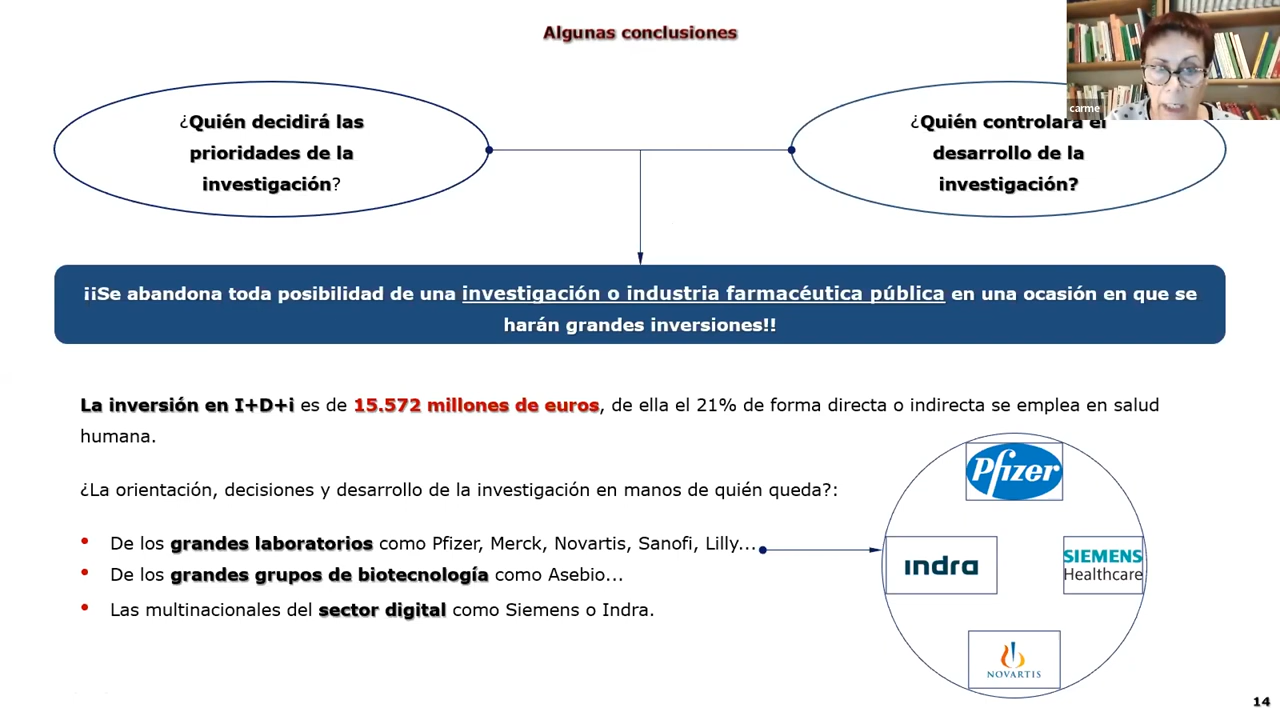 Algunas conclusiones
carme
¿Quién decidirá las
prioridades de la
investigación?
¿Quién controlará el
desarrollo de la
investigación?
¡¡Se abandona toda posibilidad de una investigación o industria farmacéutica pública en una ocasión en que se
harán grandes inversiones!!
La inversión en I+D+i es de 15.572 millones de euros, de ella el 21% de forma directa o indirecta se emplea en salud
humana.
¿La orientación, decisiones y desarrollo de la investigación en manos de quién queda?:
• De los grandes laboratorios como Pfizer, Merck, Novartis, Sanofi, Lilly...
• De los grandes grupos de biotecnología como Asebio...
• Las multinacionales del sector digital como Siemens o Indra.
Pfizer
indra
SIEMENS
Healthcare
NOVARTIS
14